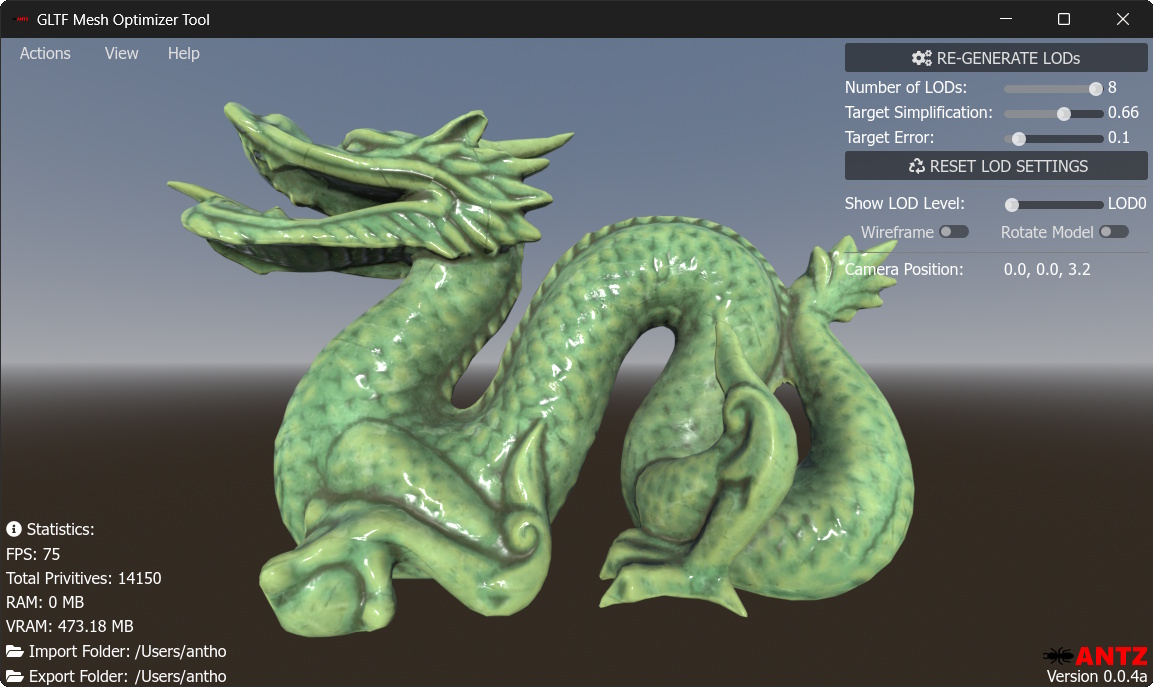 GLTF Mesh Optimizer Tool
Actions View Help
RE-GENERATE LODs
Number of LODs: 8
Target Simplification: 0.66
Target Error: 0.1
RESET LOD SETTINGS
Show LOD Level: LOD0
Wireframe Rotate Model
Camera Position: 0.0, 0.0, 3.2
Statistics:
FPS: 75
Total Privitives: 14150
RAM: 0 MB
VRAM: 473.18 MB
Import Folder: /Users/antho
Export Folder: /Users/antho
ANTZ
Version 0.0.4a